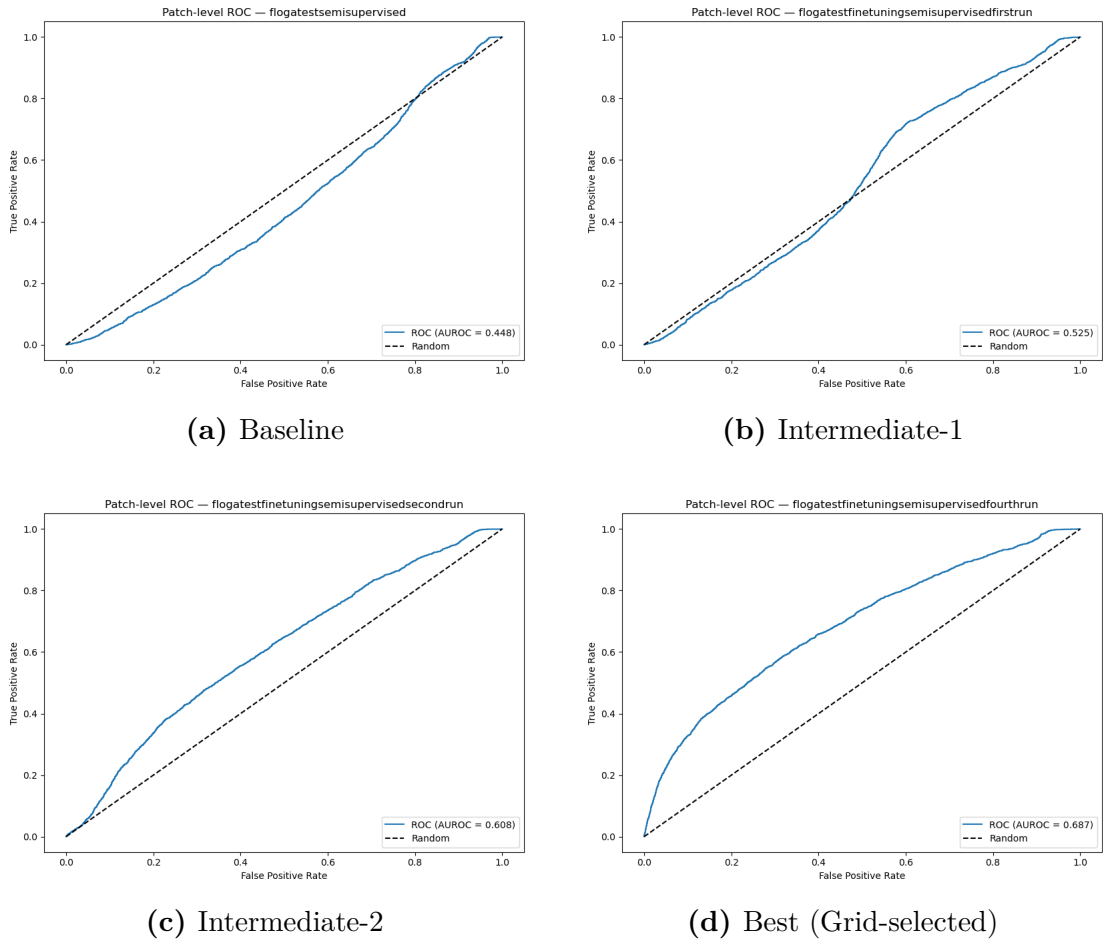 Patch-level ROC — flogatestsemisupervised
1.0
0.8
0.6
0.4
0.2
0.0
True Positive Rate
ROC (AUROC = 0.448)
Random
0.0 0.2 0.4 0.6 0.8 1.0
False Positive Rate
(a) Baseline
Patch-level ROC — flogatestfinetuningsemisupervisedfirstrun
1.0
0.8
0.6
0.4
0.2
0.0
True Positive Rate
ROC (AUROC = 0.525)
Random
0.0 0.2 0.4 0.6 0.8 1.0
False Positive Rate
(b) Intermediate-1
Patch-level ROC — flogatestfinetuningsemisupervisedsecondrun
1.0
0.8
0.6
0.4
0.2
0.0
True Positive Rate
ROC (AUROC = 0.608)
Random
0.0 0.2 0.4 0.6 0.8 1.0
False Positive Rate
(c) Intermediate-2
Patch-level ROC — flogatestfinetuningsemisupervisedfourthrun
1.0
0.8
0.6
0.4
0.2
0.0
True Positive Rate
ROC (AUROC = 0.687)
Random
0.0 0.2 0.4 0.6 0.8 1.0
False Positive Rate
(d) Best (Grid-selected)